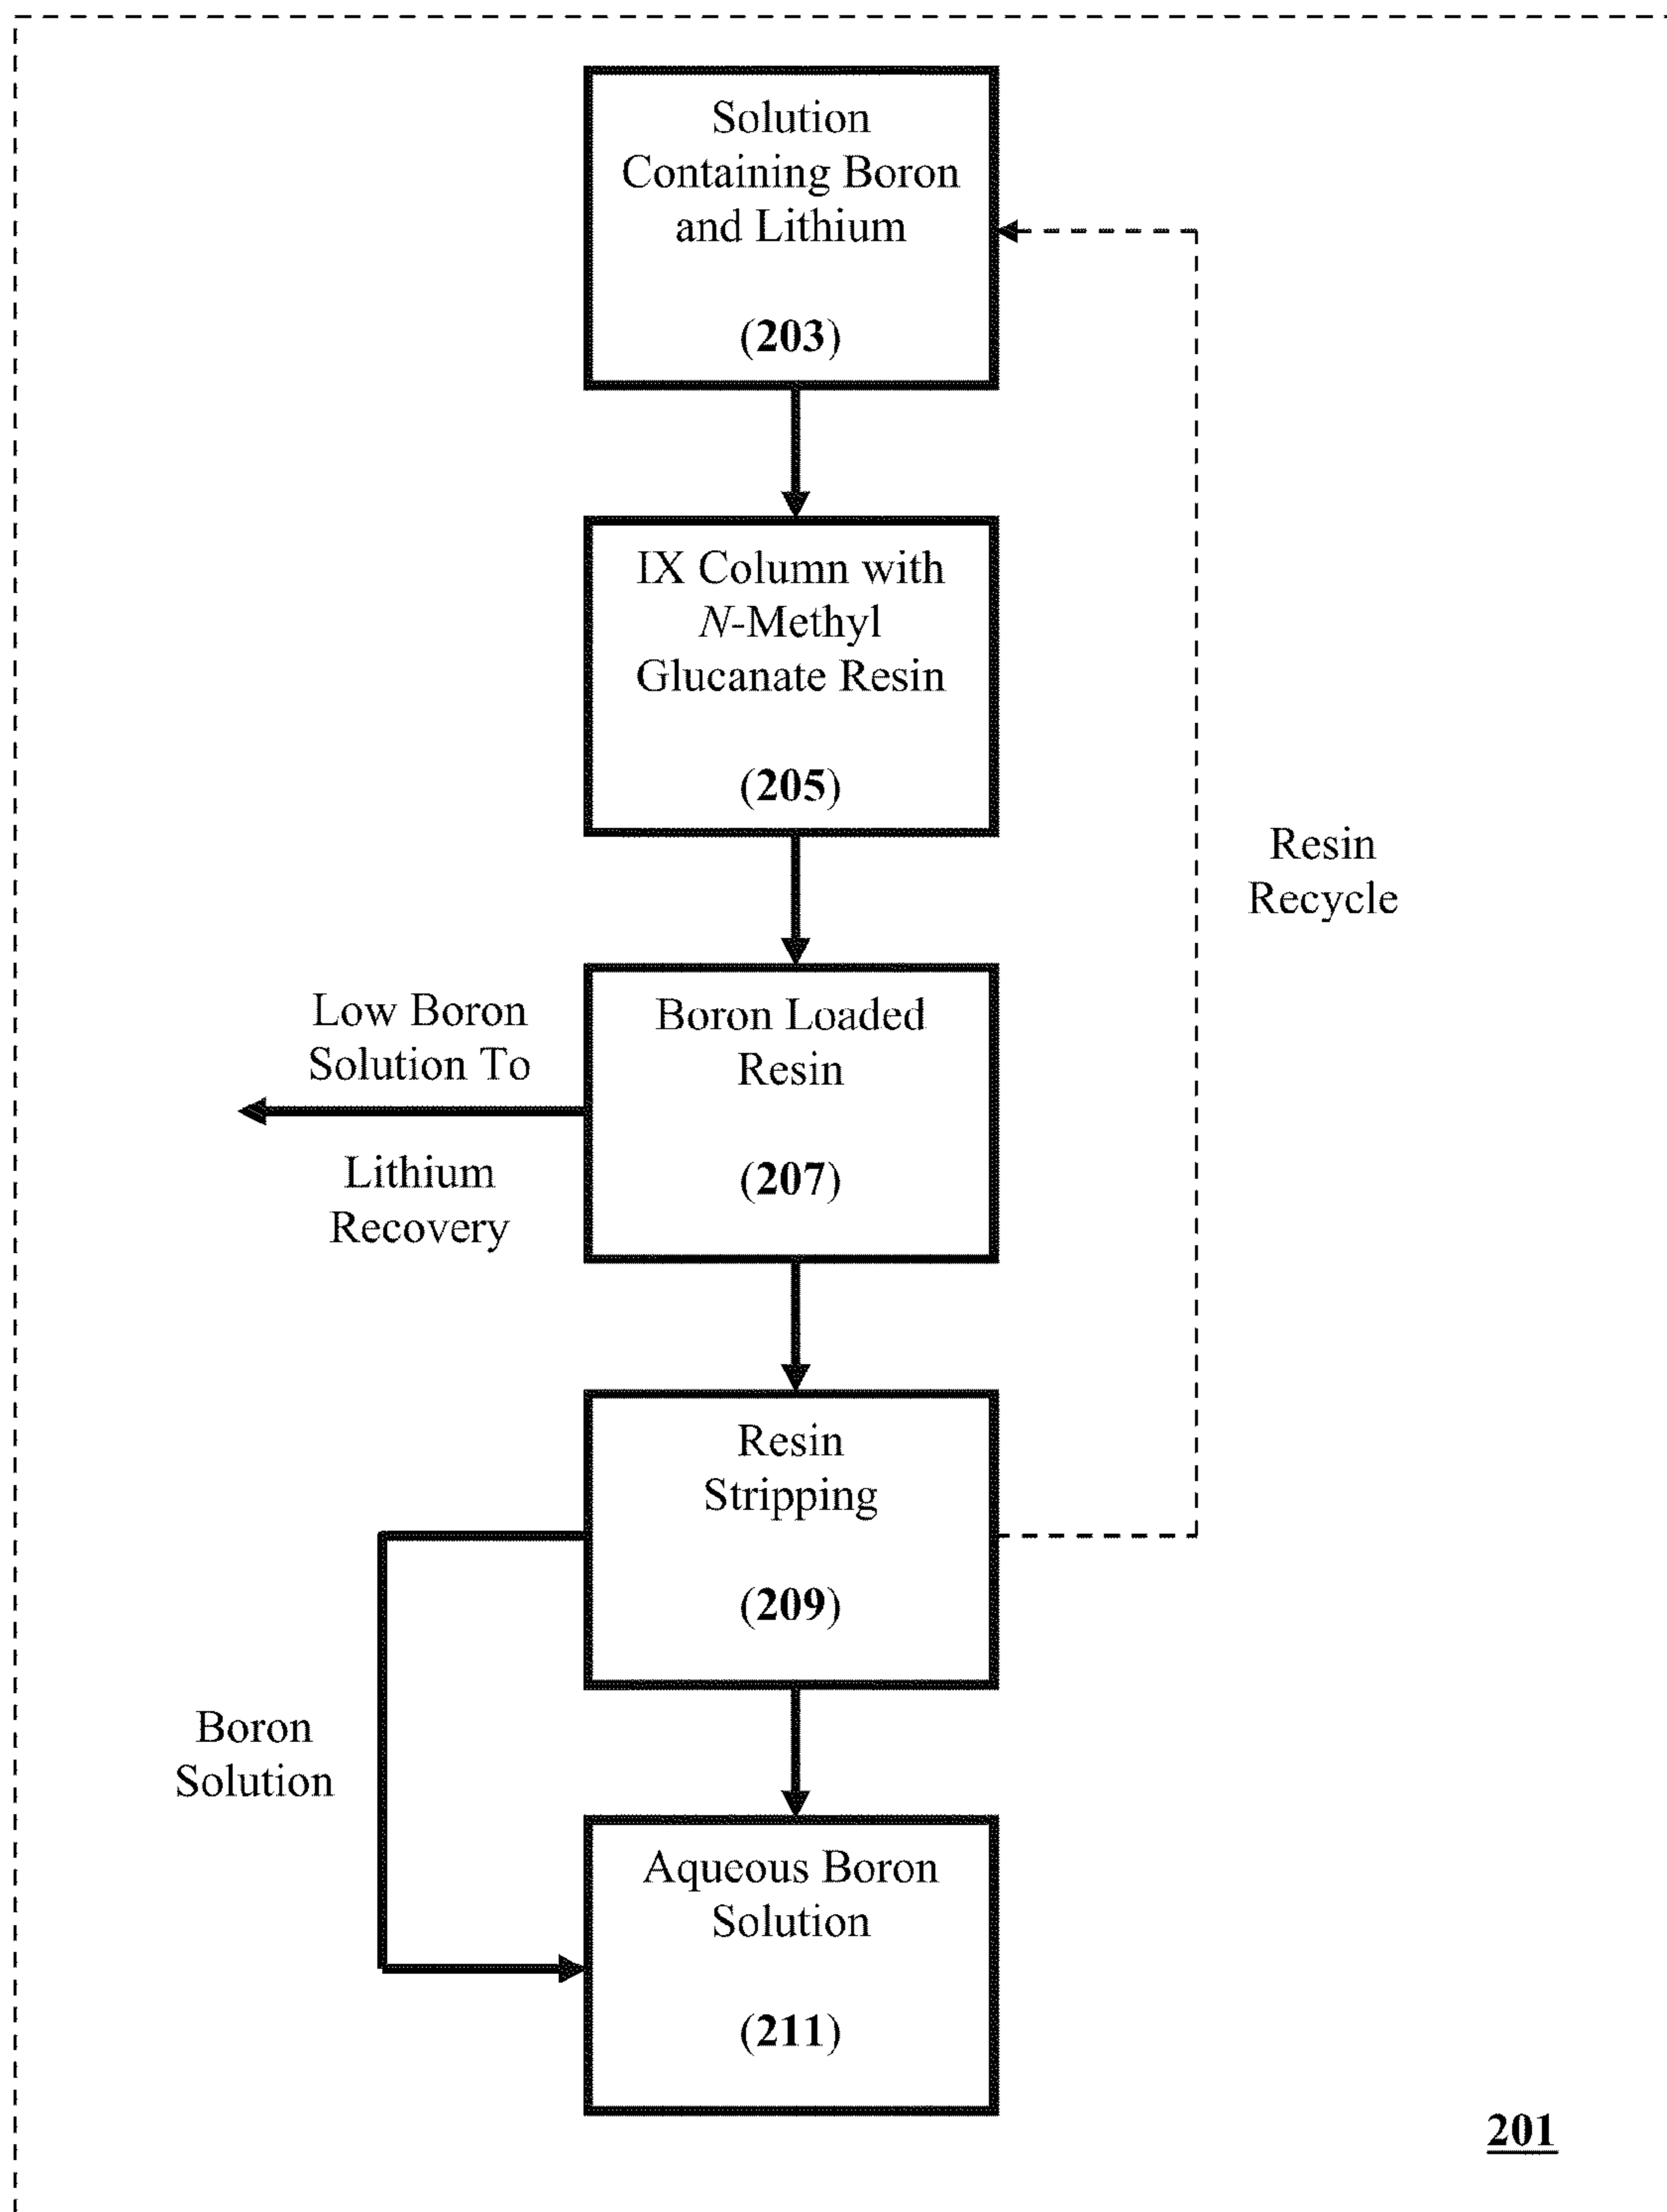 Solution
Containing Boron
and Lithium
(203)
IX Column with
N-Methyl
Glucanate Resin
(205)
Resin
Recycle
Low Boron
Solution To
Lithium
Recovery
Boron Loaded
Resin
(207)
Resin
Stripping
(209)
Boron
Solution
Aqueous Boron
Solution
(211)
201